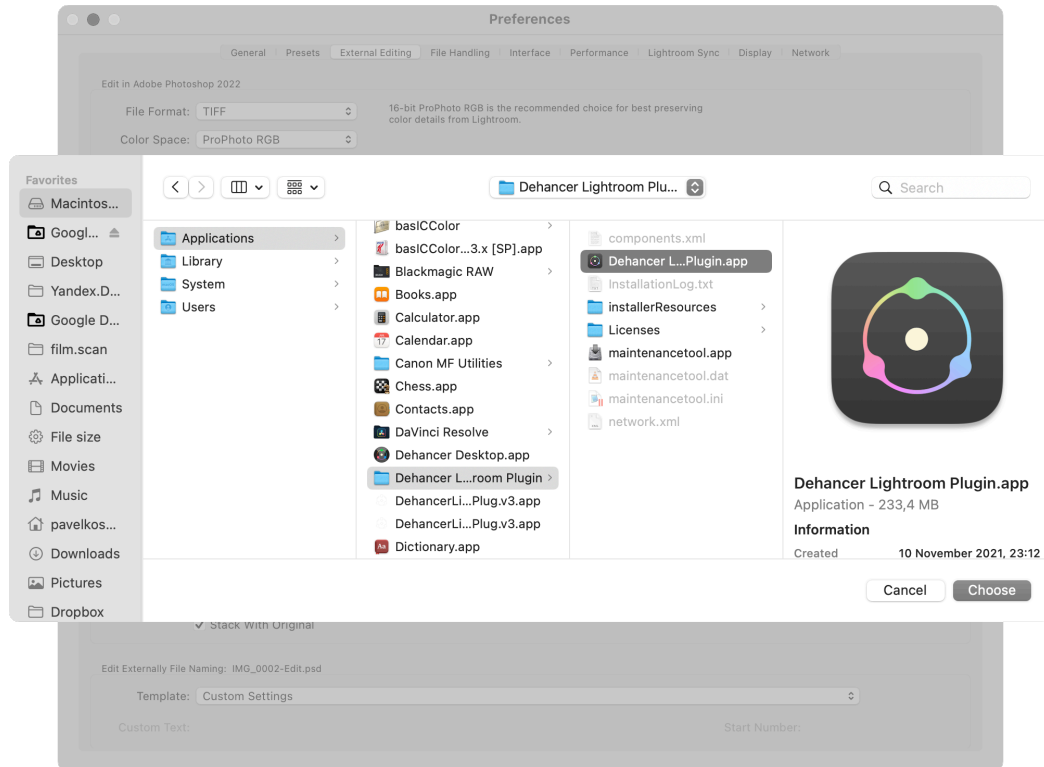 Preferences
General Presets External Editing File Handling Interface Performance Lightroom Sync Display Network
Edit in Adobe Photoshop 2022
File Format: TIFF
16-bit ProPhoto RGB is the recommended choice for best preserving
color details from Lightroom.
Color Space: ProPhoto RGB
Favorites
Macintos...
Googl...
Desktop
Yandex.D...
Google D...
film.scan
Applicati...
Documents
File size
Movies
Music
pavelkos...
Downloads
Pictures
Dropbox
Dehancer Lightroom Plu...
Search
Applications
Library
System
Users
basICColor
basICColor...3.x [SP].app
Blackmagic RAW
Books.app
Calculator.app
17
Calendar.app
Canon MF Utilities
Chess.app
Contacts.app
DaVinci Resolve
Dehancer Desktop.app
Dehancer L...room Plugin
DehancerLi...Plug.v3.app
DehancerLi...Plug.v3.app
Aa
Dictionary.app
components.xml
Dehancer L...Plugin.app
InstallationLog.txt
installerResources
Licenses
maintenancetool.app
maintenancetool.dat
maintenancetool.ini
network.xml
Dehancer Lightroom Plugin.app
Application - 233,4 MB
Information
Created 10 November 2021, 23:12
Cancel Choose
Stack With Original
Edit Externally File Naming: IMG_0002-Edit.psd
Template: Custom Settings
Custom Text: Start Number: